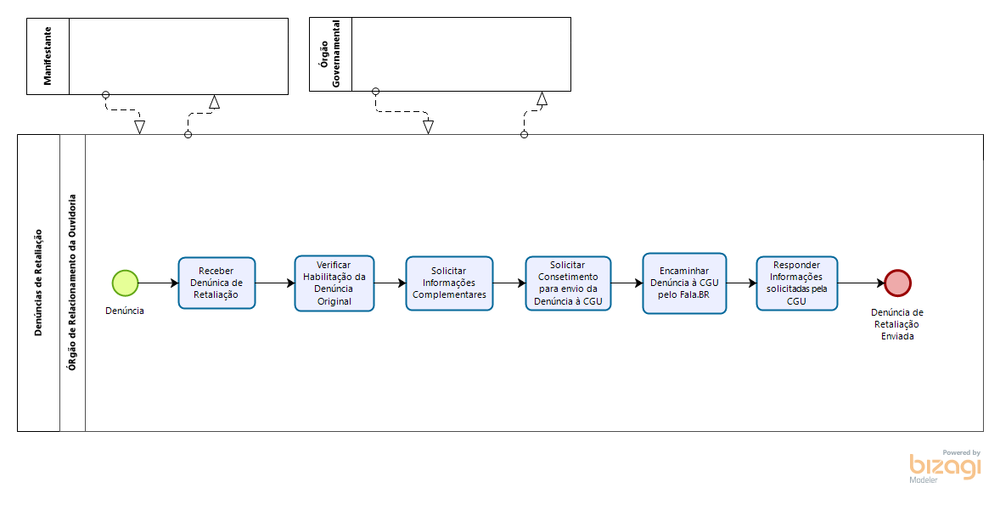 Manifestante
Órgão
Governamental
Denúncias de Retaliação
ÓRgão de Relacionamento da Ouvidoria
Denúncia
Receber
Denúnica de
Retaliação
Verificar
Habilitação da
Denúncia
Original
Solicitar
Informações
Complementares
Solicitar
Consetimento
para envio da
Denúncia à CGU
Encaminhar
Denúncia à CGU
pelo Fala.BR
Responder
Informações
solicitadas pela
CGU
Denúncia de
Retaliação
Enviada
Powered by
bizagi
Modeler